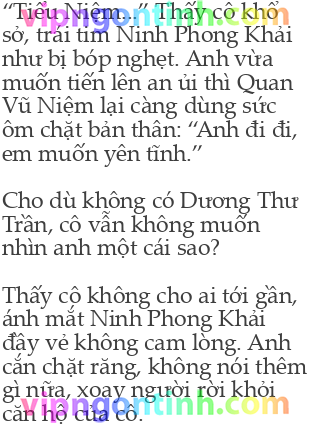 “Tiểu Niệm...” Thấy cô khổ
sở, trái tim Ninh Phong Khải
như bị bóp nghẹt. Anh vừa
muốn tiến lên an ủi thì Quan
Vũ Niệm lại càng dùng sức
ôm chặt bản thân: “Anh đi đi,
em muốn yên tĩnh.”
Cho dù không có Dương Thư
Trần, cô vẫn không muốn
nhìn anh một cái sao?
Thấy cô không cho ai tới gần,
ánh mắt Ninh Phong Khải
đầy vẻ không cam lòng. Anh
cắn chặt răng, không nói thêm
gì nữa, xoay người rời khỏi
căn hộ của cô.
vipngontinh.com
vipngontinh.com
vipngontinh.com